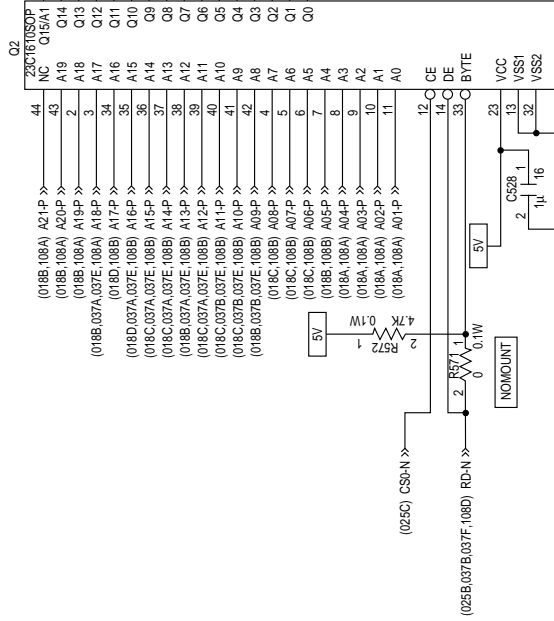 Q2
23C1610SOP
(018B,108A) A21-P 44 NC Q15/A1
(018B,108A) A20-P 43 A19 Q14
(018B,108A) A19-P 2 A18 Q13
(018B,037A,037E,108A) A18-P 3 A17 Q12
(018D,108B) A17-P 34 A16 Q11
(018D,037A,037E,108B) A16-P 35 A15 Q10
(018C,037A,037E,108B) A15-P 36 A14 Q9
(018C,037A,037E,108B) A14-P 37 A13 Q8
(018B,037A,037E,108B) A13-P 38 A12 Q7
(018C,037A,037E,108B) A12-P 39 A11 Q6
(018C,037B,037E,108B) A11-P 40 A10 Q5
(018C,037B,037E,108B) A10-P 41 A9 Q4
(018B,037B,037E,108B) A09-P 42 A8 Q3
(018C,108B) A08-P 4 A7 Q2
(018C,108B) A07-P 5 A6 Q1
(018C,108B) A06-P 6 A5 Q0
(018B,108B) A05-P 7 A4
(018A,108A) A04-P 8 A3
(018A,108A) A03-P 9 A2
(018A,108A) A02-P 10 A1
(018A,108A) A01-P 11 A0
5V
1 R572 2
4.7K 0.1W
(025C) CS0-N 12 CE
14 DE
33 BYTE
(025B,037B,037F,108D) RD-N
2 R571 1
0 0.1W
NOMOUNT
5V
23 VCC
13 VSS1
32 VSS2
2 C528 1
1μ 16